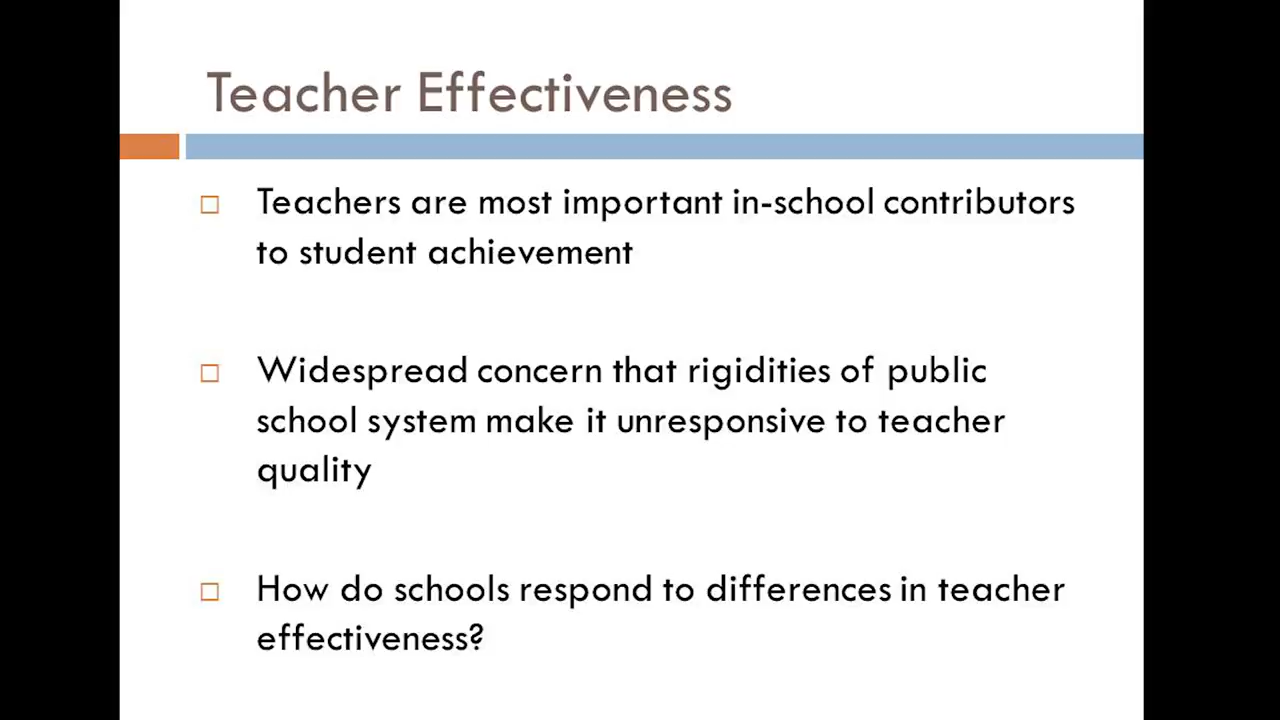 Teacher Effectiveness
Teachers are most important in-school contributors
to student achievement
Widespread concern that rigidities of public
school system make it unresponsive to teacher
quality
How do schools respond to differences in teacher
effectiveness?